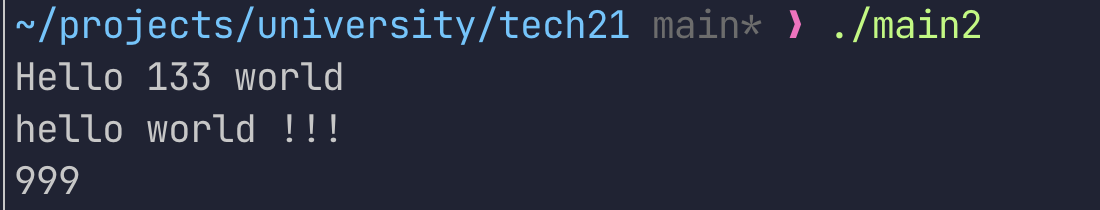 ~/projects/university/tech21 main* ❯ ./main2
Hello 133 world
hello world !!!
999